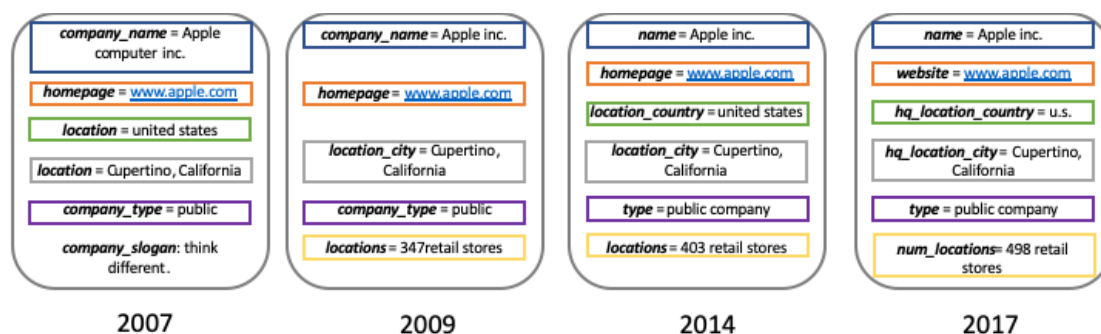 company_name = Apple
computer inc.
homepage = www.apple.com
location = united states
location = Cupertino, California
company_type = public
company_slogan: think
different.
2007
company_name = Apple inc.
homepage = www.apple.com
location_city = Cupertino,
California
company_type = public
locations = 347retail stores
2009
name = Apple inc.
homepage = www.apple.com
location_country = united states
location_city = Cupertino,
California
type = public company
locations = 403 retail stores
2014
name = Apple inc.
website = www.apple.com
hq_location_country = u.s.
hq_location_city = Cupertino,
California
type = public company
num_locations= 498 retail
stores
2017